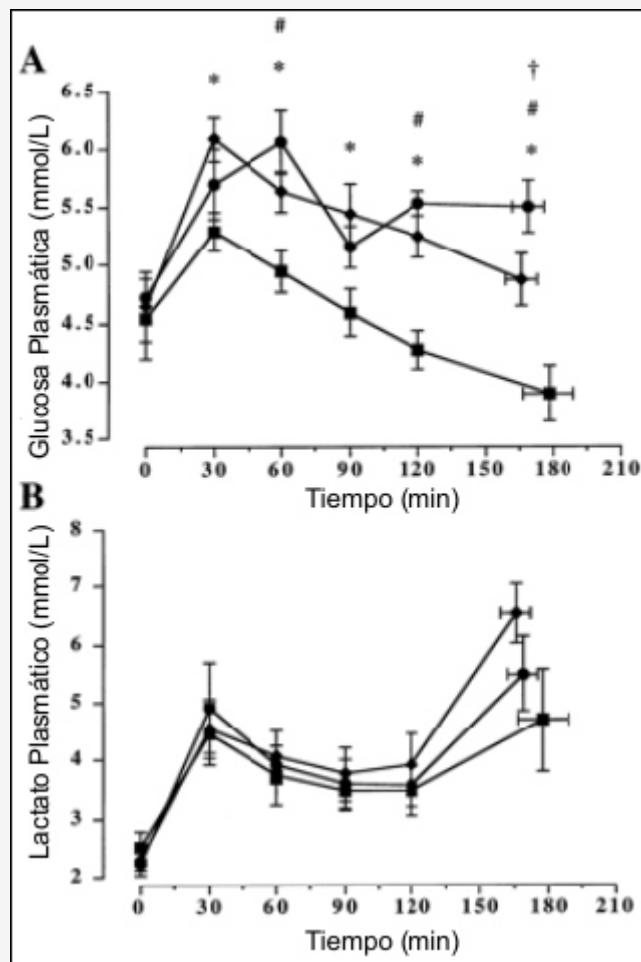 A
#
#
†
#
* * * * *
Glucosa Plasmática (mmol/L)
6.5
6.0
5.5
5.0
4.5
4.0
3.5
0 30 60 90 120 150 180 210
Tiempo (min)
B
Lactato Plasmático (mmol/L)
8
7
6
5
4
3
2
0 30 60 90 120 150 180 210
Tiempo (min)